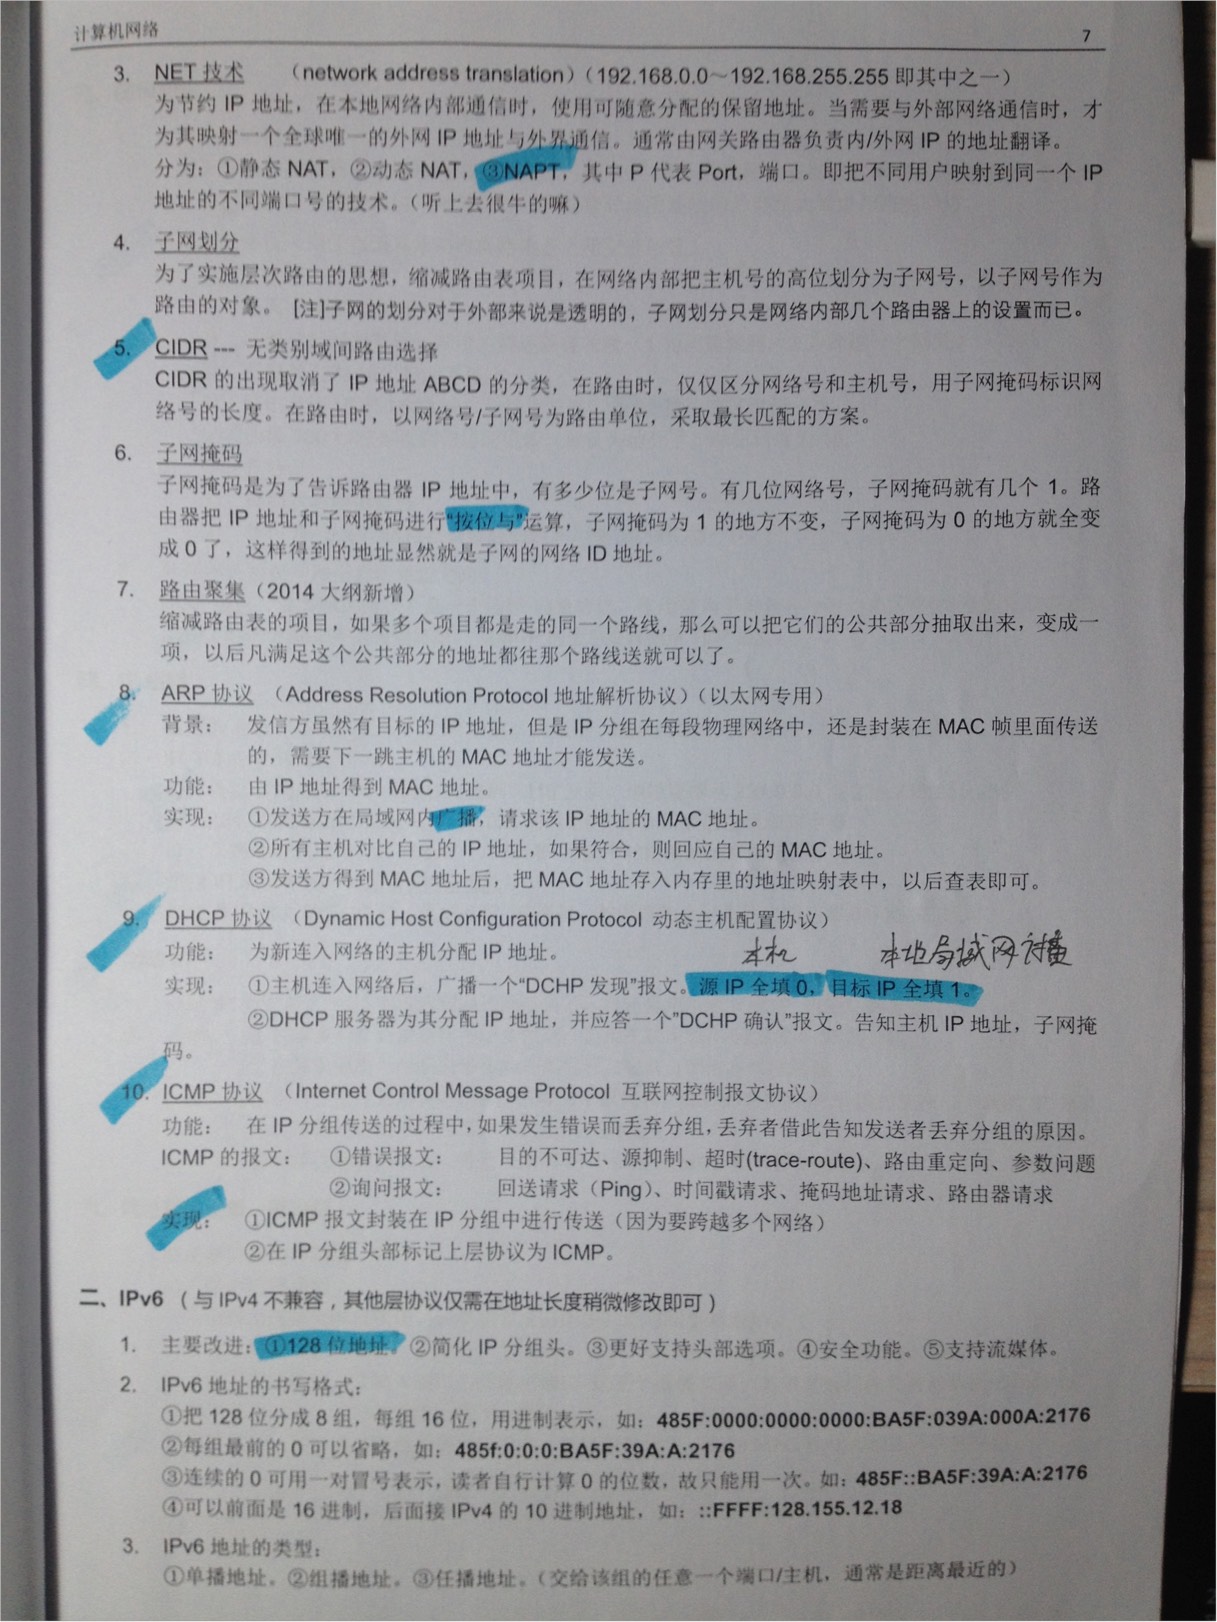 计算机网络 7
3. NET 技术 （network address translation）（192.168.0.0～192.168.255.255 即其中之一）
为节约 IP 地址，在本地网络内部通信时，使用可随意分配的保留地址。当需要与外部网络通信时，才
为其映射一个全球唯一的外网 IP 地址与外界通信。通常由网关路由器负责内/外网 IP 的地址翻译。
分为：①静态 NAT，②动态 NAT，③NAPT，其中 P 代表 Port，端口。即把不同用户映射到同一个 IP
地址的不同端口号的技术。（听上去很牛的嘛）
4. 子网划分
为了实施层次路由的思想，缩减路由表项目，在网络内部把主机号的高位划分为子网号，以子网号作为
路由的对象。 [注]子网的划分对于外部来说是透明的，子网划分只是网络内部几个路由器上的设置而已。
5. CIDR --- 无类别域间路由选择
CIDR 的出现取消了 IP 地址 ABCD 的分类，在路由时，仅仅区分网络号和主机号，用子网掩码标识网
络号的长度。在路由时，以网络号/子网号为路由单位，采取最长匹配的方案。
6. 子网掩码
子网掩码是为了告诉路由器 IP 地址中，有多少位是子网号。有几位网络号，子网掩码就有几个 1。路
由器把 IP 地址和子网掩码进行“按位与”运算，子网掩码为 1 的地方不变，子网掩码为 0 的地方就全变
成 0 了，这样得到的地址显然就是子网的网络 ID 地址。
7. 路由聚集（2014 大纲新增）
缩减路由表的项目，如果多个项目都是走的同一个路线，那么可以把它们的公共部分抽取出来，变成一
项，以后凡满足这个公共部分的地址都往那个路线送就可以了。
8. ARP 协议 （Address Resolution Protocol 地址解析协议）（以太网专用）
背景： 发信方虽然有目标的 IP 地址，但是 IP 分组在每段物理网络中，还是封装在 MAC 帧里面传送
的，需要下一跳主机的 MAC 地址才能发送。
功能： 由 IP 地址得到 MAC 地址。
实现： ①发送方在局域网内广播，请求该 IP 地址的 MAC 地址。
②所有主机对比自己的 IP 地址，如果符合，则回应自己的 MAC 地址。
③发送方得到 MAC 地址后，把 MAC 地址存入内存里的地址映射表中，以后查表即可。
9. DHCP 协议 （Dynamic Host Configuration Protocol 动态主机配置协议）
功能： 为新连入网络的主机分配 IP 地址。 本机 本地局域网广播
实现： ①主机连入网络后，广播一个“DCHP 发现”报文。源 IP 全填 0，目标 IP 全填 1。
②DHCP 服务器为其分配 IP 地址，并应答一个”DCHP 确认”报文。告知主机 IP 地址，子网掩
码。
10. ICMP 协议 （Internet Control Message Protocol 互联网控制报文协议）
功能： 在 IP 分组传送的过程中，如果发生错误而丢弃分组，丢弃者借此告知发送者丢弃分组的原因。
ICMP 的报文： ①错误报文： 目的不可达、源抑制、超时(trace-route)、路由重定向、参数问题
②询问报文： 回送请求（Ping）、时间戳请求、掩码地址请求、路由器请求
实现： ①ICMP 报文封装在 IP 分组中进行传送（因为要跨越多个网络）
②在 IP 分组头部标记上层协议为 ICMP。
二、IPv6 （与 IPv4 不兼容，其他层协议仅需在地址长度稍微修改即可）
1. 主要改进：①128 位地址。②简化 IP 分组头。③更好支持头部选项。④安全功能。⑤支持流媒体。
2. IPv6 地址的书写格式：
①把 128 位分成 8 组，每组 16 位，用进制表示，如：485F:0000:0000:0000:BA5F:039A:000A:2176
②每组最前的 0 可以省略，如：485f:0:0:0:BA5F:39A:A:2176
③连续的 0 可用一对冒号表示，读者自行计算 0 的位数，故只能用一次。如：485F::BA5F:39A:A:2176
④可以前面是 16 进制，后面接 IPv4 的 10 进制地址，如：::FFFF:128.155.12.18
3. IPv6 地址的类型：
①单播地址。②组播地址。③任播地址。（交给该组的任意一个端口/主机，通常是距离最近的）